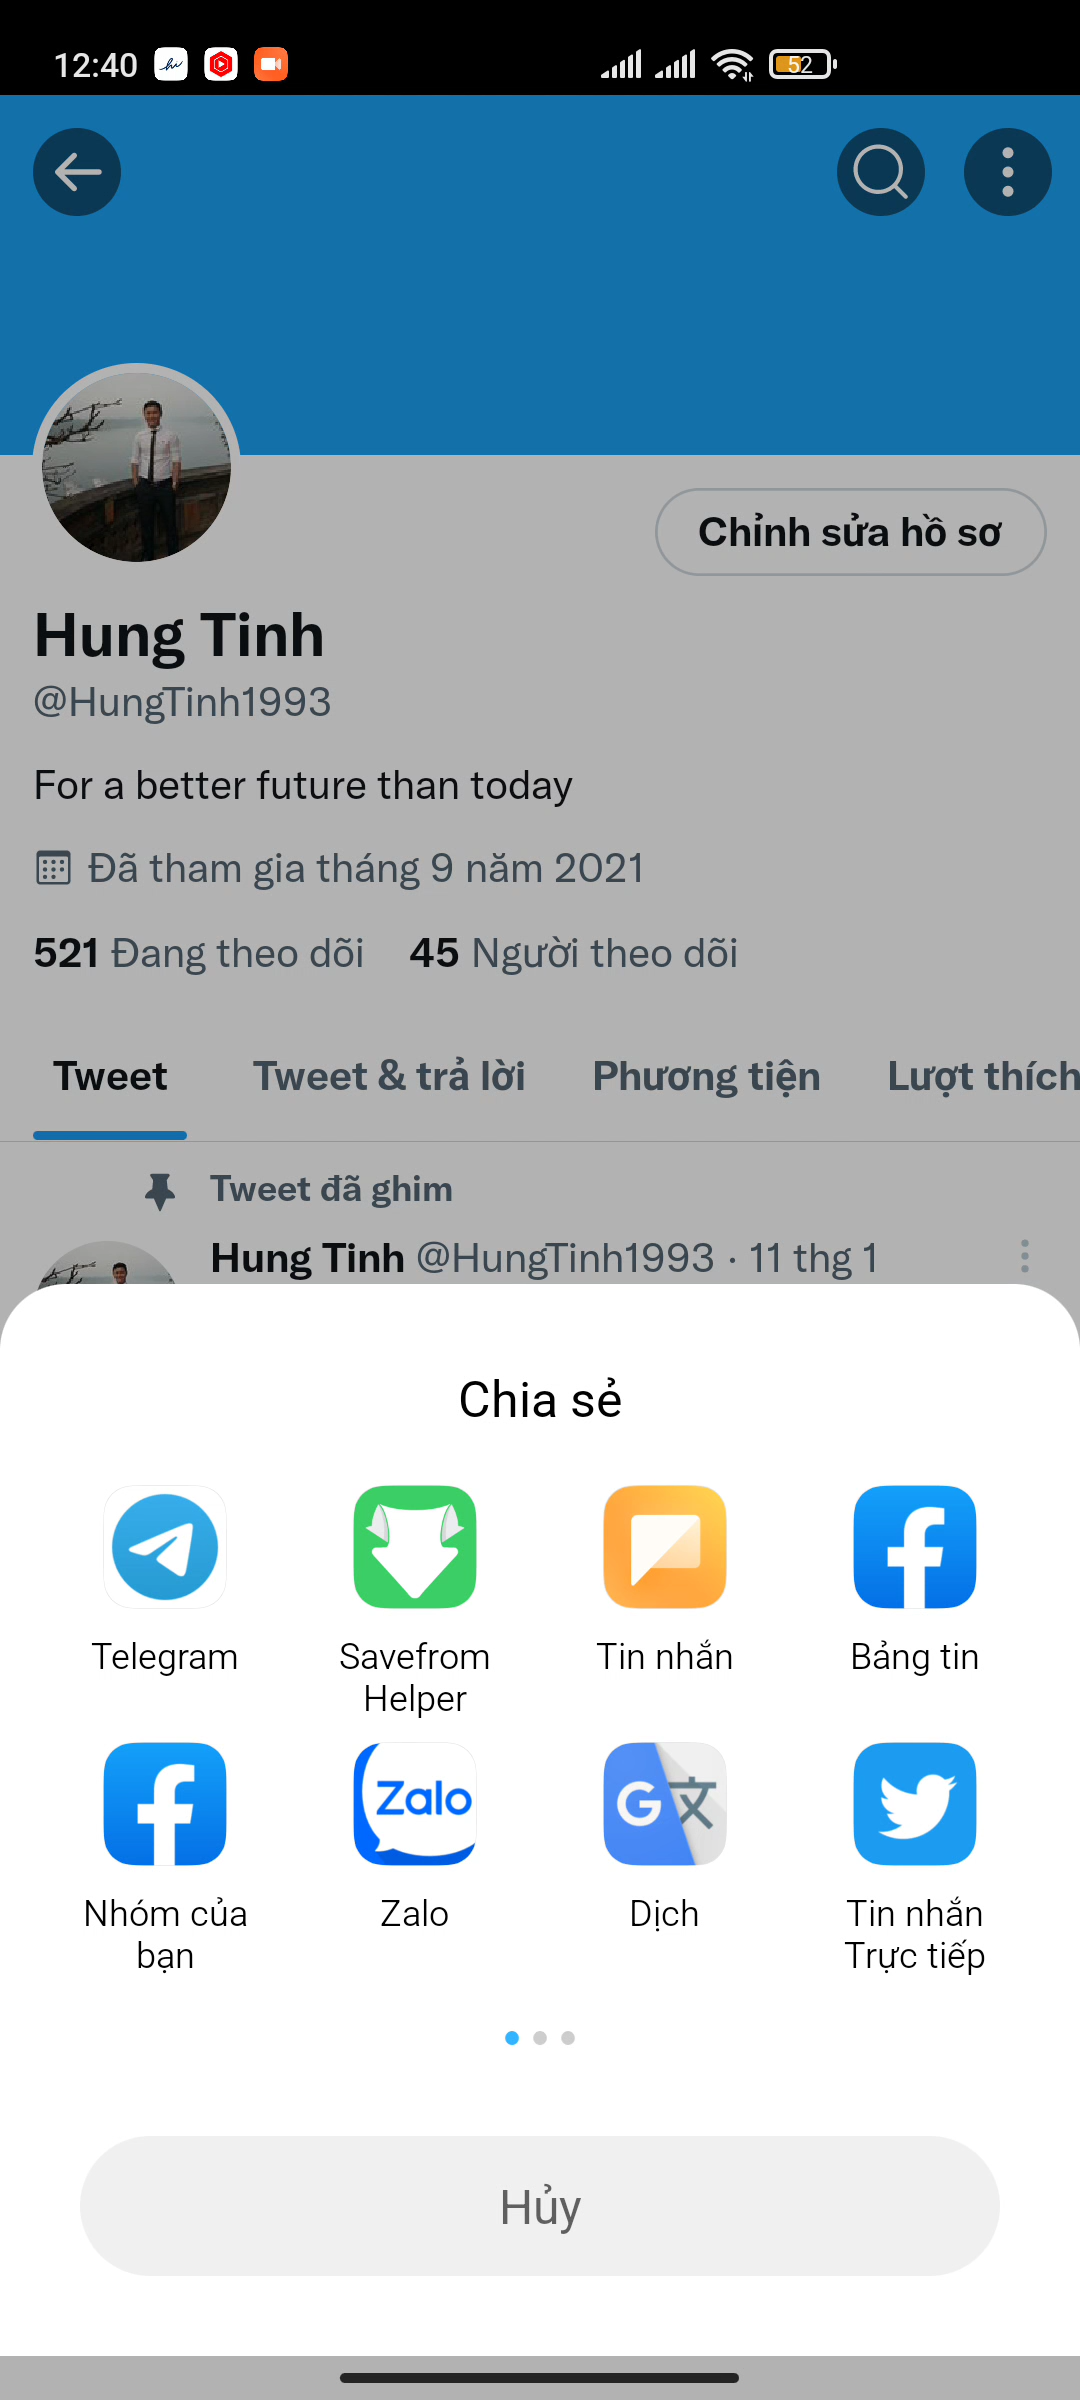 12:40
52
Chỉnh sửa hồ sơ
Hung Tinh
@HungTinh1993
For a better future than today
Đã tham gia tháng 9 năm 2021
521 Đang theo dõi 45 Người theo dõi
Tweet Tweet & trả lời Phương tiện Lượt thích
Tweet đã ghim
Hung Tinh @HungTinh1993 · 11 thg 1
Chia sẻ
Telegram Savefrom Helper Tin nhắn Bảng tin
Zalo
G 文
Nhóm của bạn Zalo Dịch Tin nhắn Trực tiếp
Hủy